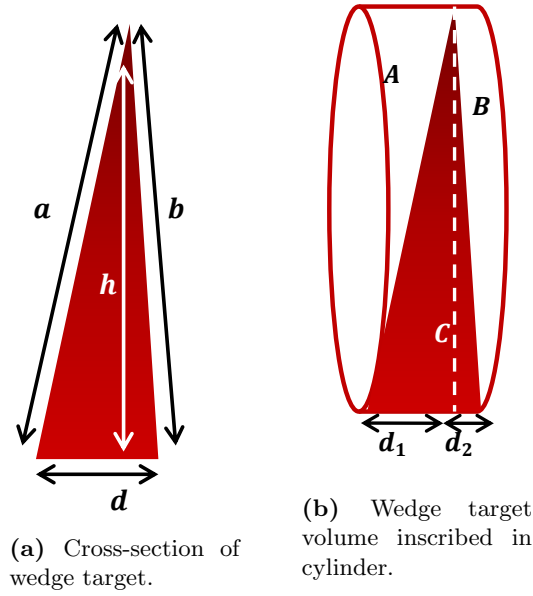 a
b
h
d
(a) Cross-section of
wedge target.
A
B
C
d₁
d₂
(b) Wedge target
volume inscribed in
cylinder.